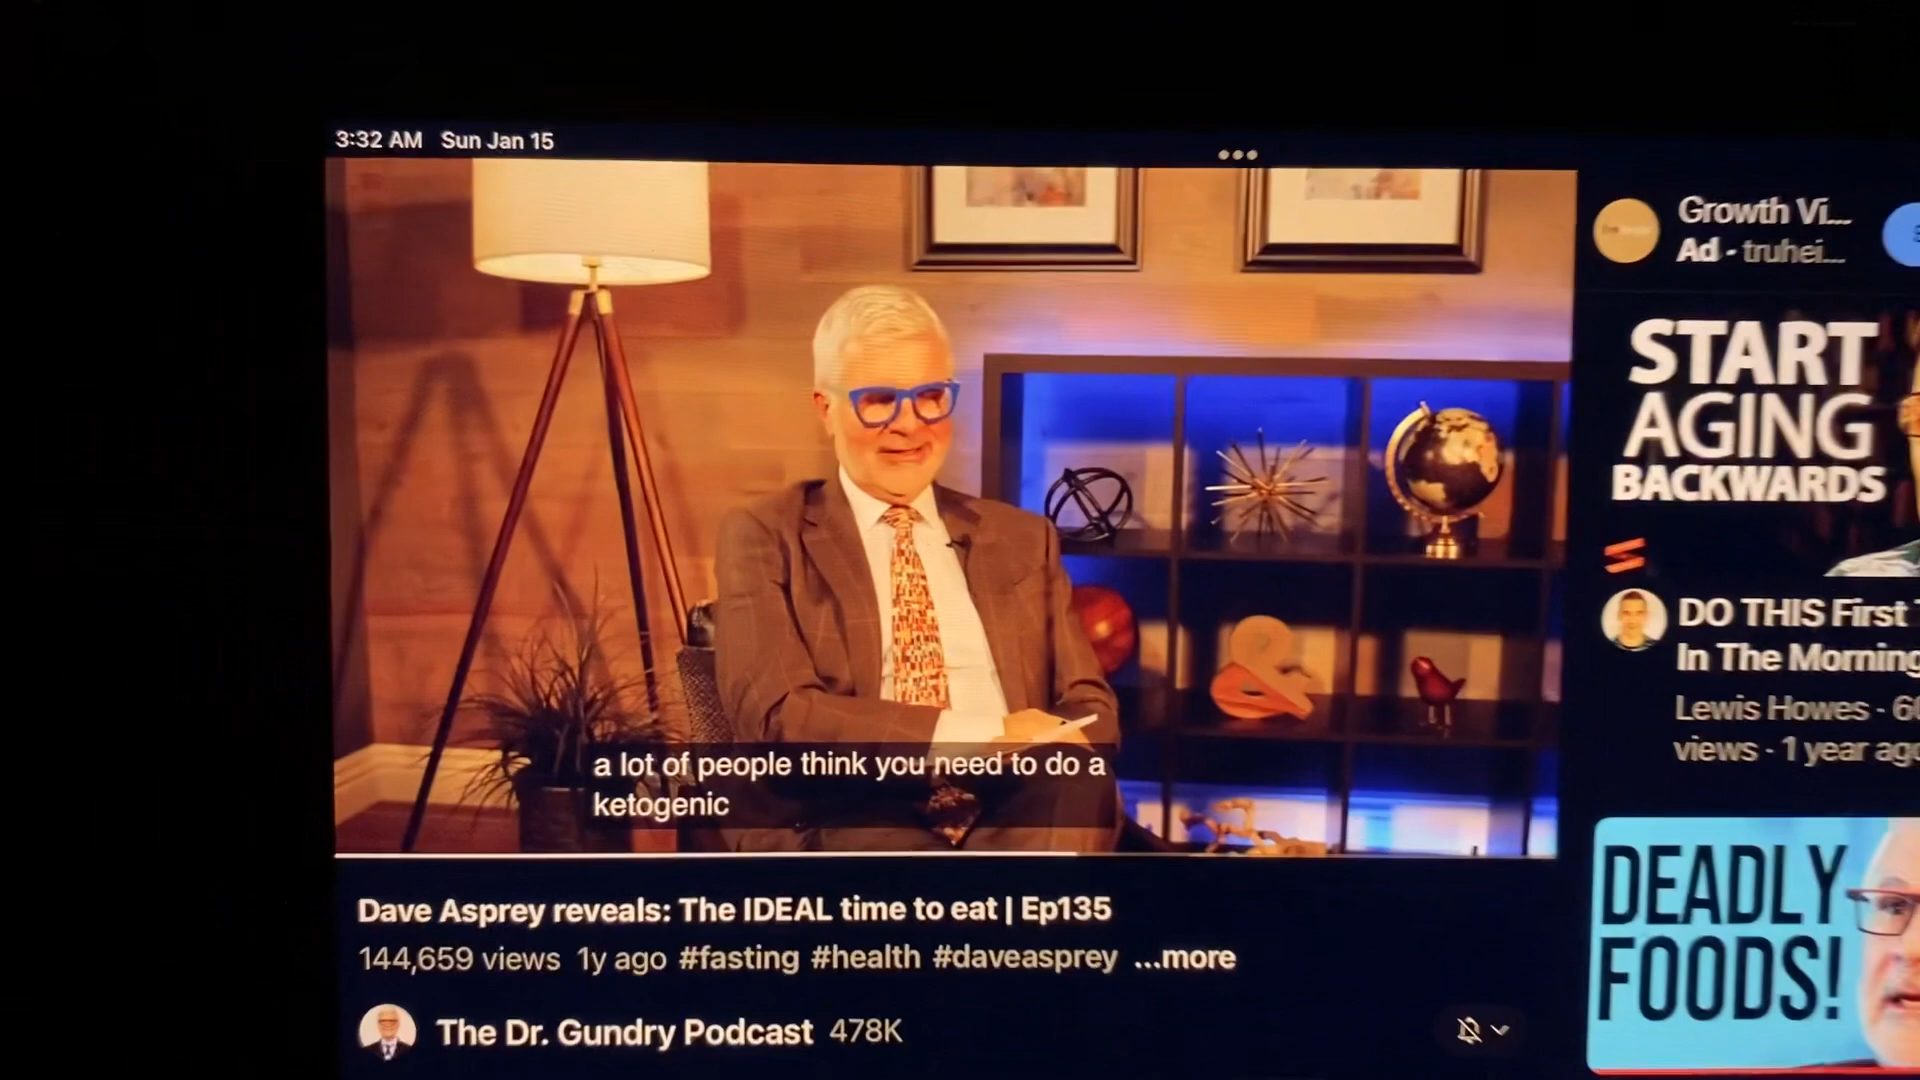 3:32 AM Sun Jan 15
a lot of people think you need to do a
ketogenic
Dave Asprey reveals: The IDEAL time to eat | Ep135
144,659 views 1y ago #fasting #health #daveasprey ...more
The Dr. Gundry Podcast 478K
Growth Vi...
Ad · truhei...
START
AGING
BACKWARDS
DO THIS First
In The Morning
Lewis Howes · 60
views · 1 year ago
DEADLY
FOODS!